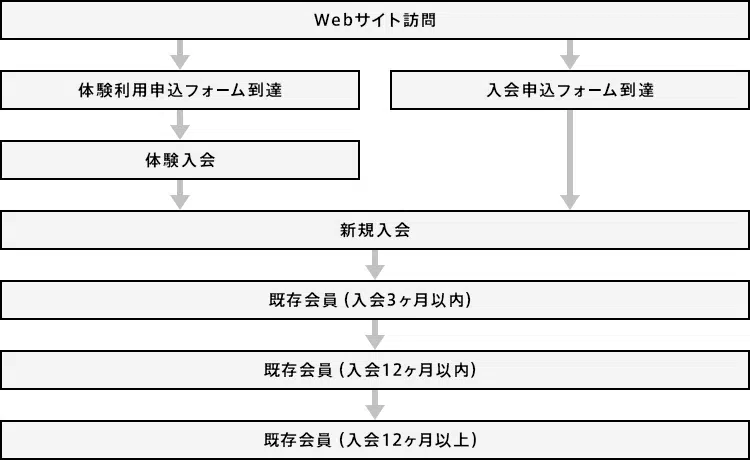 Webサイト訪問
体験利用申込フォーム到達
入会申込フォーム到達
体験入会
新規入会
既存会員（入会3ヶ月以内）
既存会員（入会12ヶ月以内）
既存会員（入会12ヶ月以上）